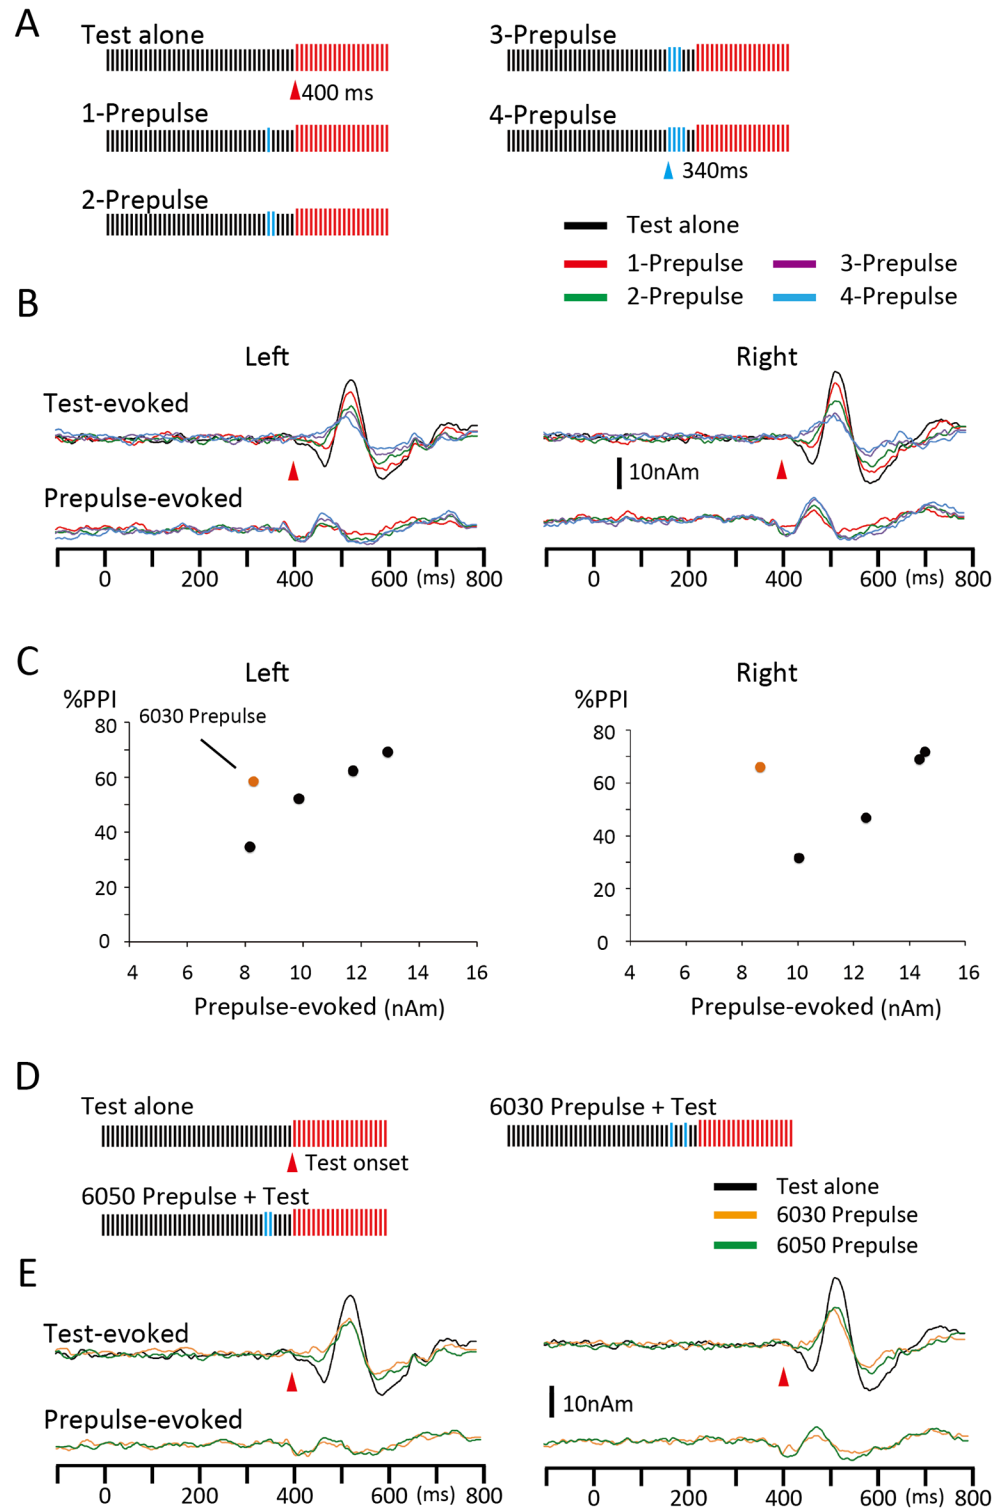 A
Test alone
400 ms
1-Prepulse
2-Prepulse
3-Prepulse
4-Prepulse
340ms
Test alone
1-Prepulse 3-Prepulse
2-Prepulse 4-Prepulse
B
Left Right
Test-evoked
10nAm
Prepulse-evoked
0 200 400 600 (ms) 800 0 200 400 600 (ms) 800
C
Left
%PPI
6030 Prepulse
80
60
40
20
0
4 6 8 10 12 14 16
Prepulse-evoked (nAm)
Right
%PPI
80
60
40
20
0
4 6 8 10 12 14 16
Prepulse-evoked (nAm)
D
Test alone
Test onset
6050 Prepulse + Test
6030 Prepulse + Test
Test alone
6030 Prepulse
6050 Prepulse
E
Test-evoked
10nAm
Prepulse-evoked
0 200 400 600 (ms) 800 0 200 400 600 (ms) 800